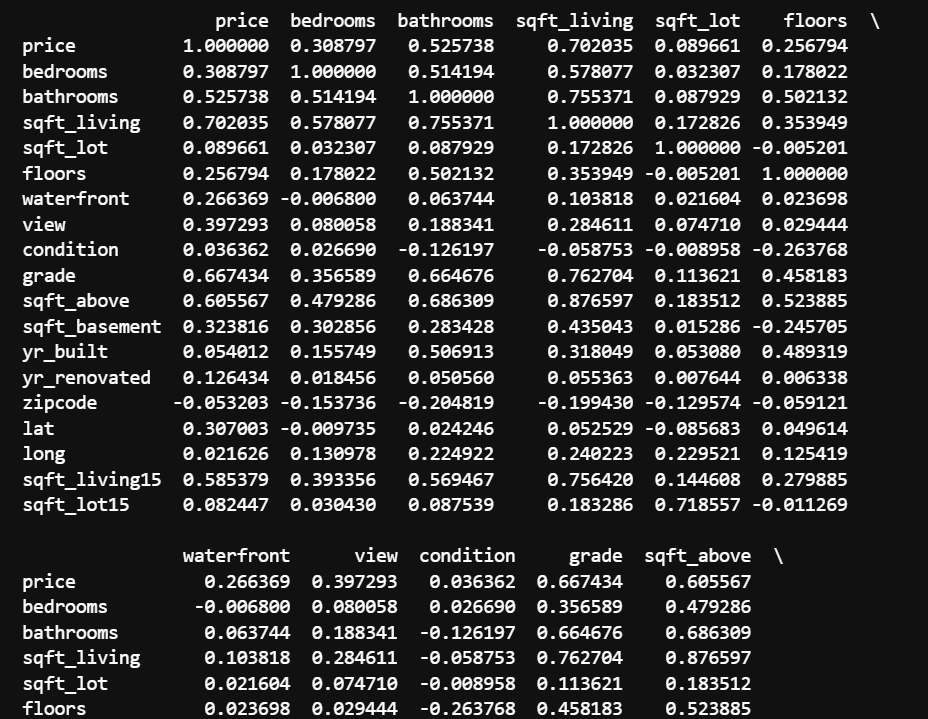 price bedrooms bathrooms sqft_living sqft_lot floors \
price 1.000000 0.308797 0.525738 0.702035 0.089661 0.256794
bedrooms 0.308797 1.000000 0.514194 0.578077 0.032307 0.178022
bathrooms 0.525738 0.514194 1.000000 0.755371 0.087929 0.502132
sqft_living 0.702035 0.578077 0.755371 1.000000 0.172826 0.353949
sqft_lot 0.089661 0.032307 0.087929 0.172826 1.000000 -0.005201
floors 0.256794 0.178022 0.502132 0.353949 -0.005201 1.000000
waterfront 0.266369 -0.006800 0.063744 0.103818 0.021604 0.023698
view 0.397293 0.080058 0.188341 0.284611 0.074710 0.029444
condition 0.036362 0.026690 -0.126197 -0.058753 -0.008958 -0.263768
grade 0.667434 0.356589 0.664676 0.762704 0.113621 0.458183
sqft_above 0.605567 0.479286 0.686309 0.876597 0.183512 0.523885
sqft_basement 0.323816 0.302856 0.283428 0.435043 0.015286 -0.245705
yr_built 0.054012 0.155749 0.506913 0.318049 0.053080 0.489319
yr_renovated 0.126434 0.018456 0.050560 0.055363 0.007644 0.006338
zipcode -0.053203 -0.153736 -0.204819 -0.199430 -0.129574 -0.059121
lat 0.307003 -0.009735 0.024246 0.052529 -0.085683 0.049614
long 0.021626 0.130978 0.224922 0.240223 0.229521 0.125419
sqft_living15 0.585379 0.393356 0.569467 0.756420 0.144608 0.279885
sqft_lot15 0.082447 0.030430 0.087539 0.183286 0.718557 -0.011269
waterfront view condition grade sqft_above \
price 0.266369 0.397293 0.036362 0.667434 0.605567
bedrooms -0.006800 0.080058 0.026690 0.356589 0.479286
bathrooms 0.063744 0.188341 -0.126197 0.664676 0.686309
sqft_living 0.103818 0.284611 -0.058753 0.762704 0.876597
sqft_lot 0.021604 0.074710 -0.008958 0.113621 0.183512
floors 0.023698 0.029444 -0.263768 0.458183 0.523885